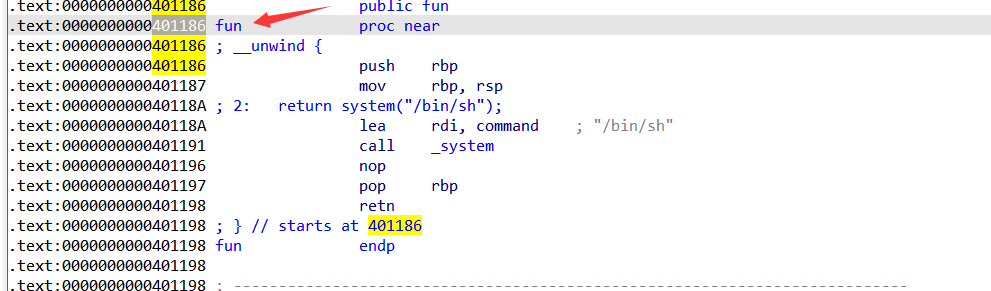 .text:0000000000401186 public fun
.text:0000000000401186 fun proc near
.text:0000000000401186 ; __unwind {
.text:0000000000401186 push rbp
.text:0000000000401187 mov rbp, rsp
.text:000000000040118A ; 2: return system("/bin/sh");
.text:000000000040118A lea rdi, command ; "/bin/sh"
.text:0000000000401191 call _system
.text:0000000000401196 nop
.text:0000000000401197 pop rbp
.text:0000000000401198 retn
.text:0000000000401198 ; } // starts at 401186
.text:0000000000401198 fun endp
.text:0000000000401198
.text:0000000000401198 ; ---------------------------------------------------------------------------